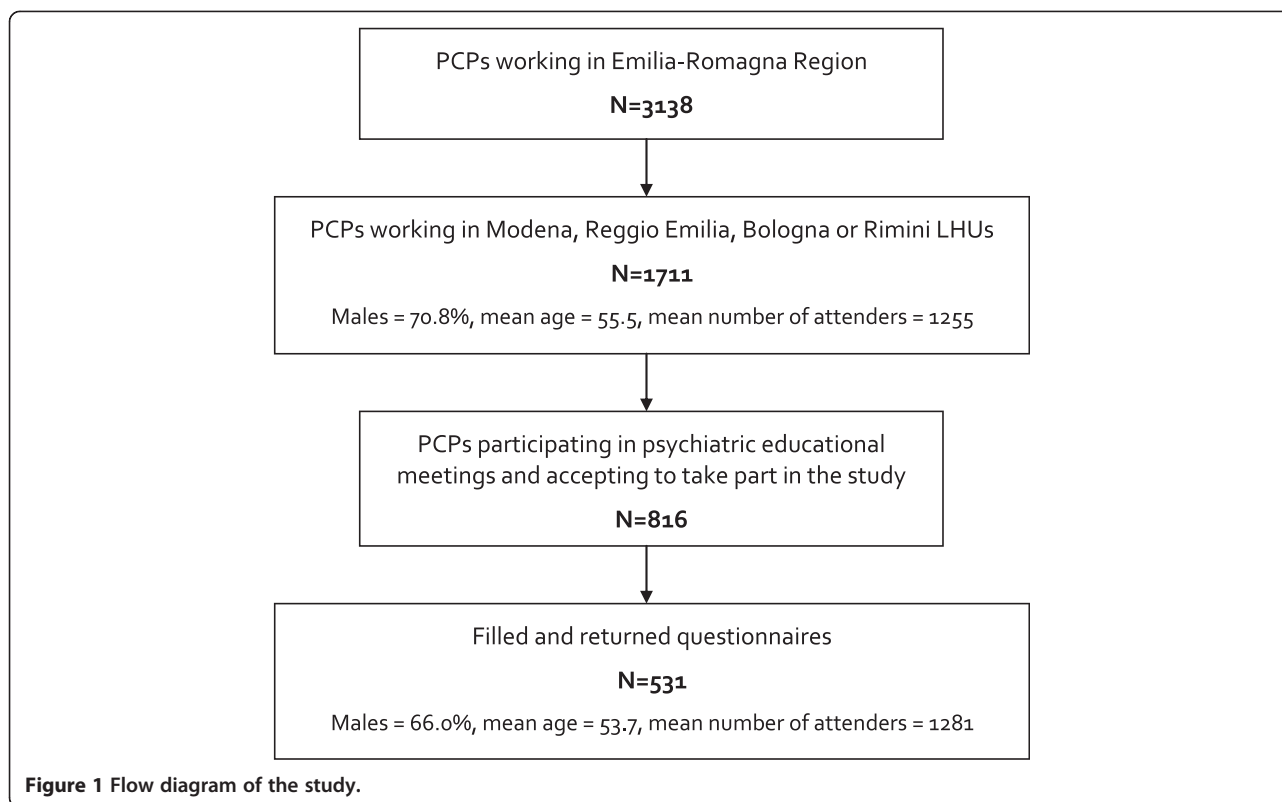 PCPs working in Emilia-Romagna Region
N=3138
PCPs working in Modena, Reggio Emilia, Bologna or Rimini LHUs
N=1711
Males = 70.8%, mean age = 55.5, mean number of attenders = 1255
PCPs participating in psychiatric educational
meetings and accepting to take part in the study
N=816
Filled and returned questionnaires
N=531
Males = 66.0%, mean age = 53.7, mean number of attenders = 1281
Figure 1 Flow diagram of the study.